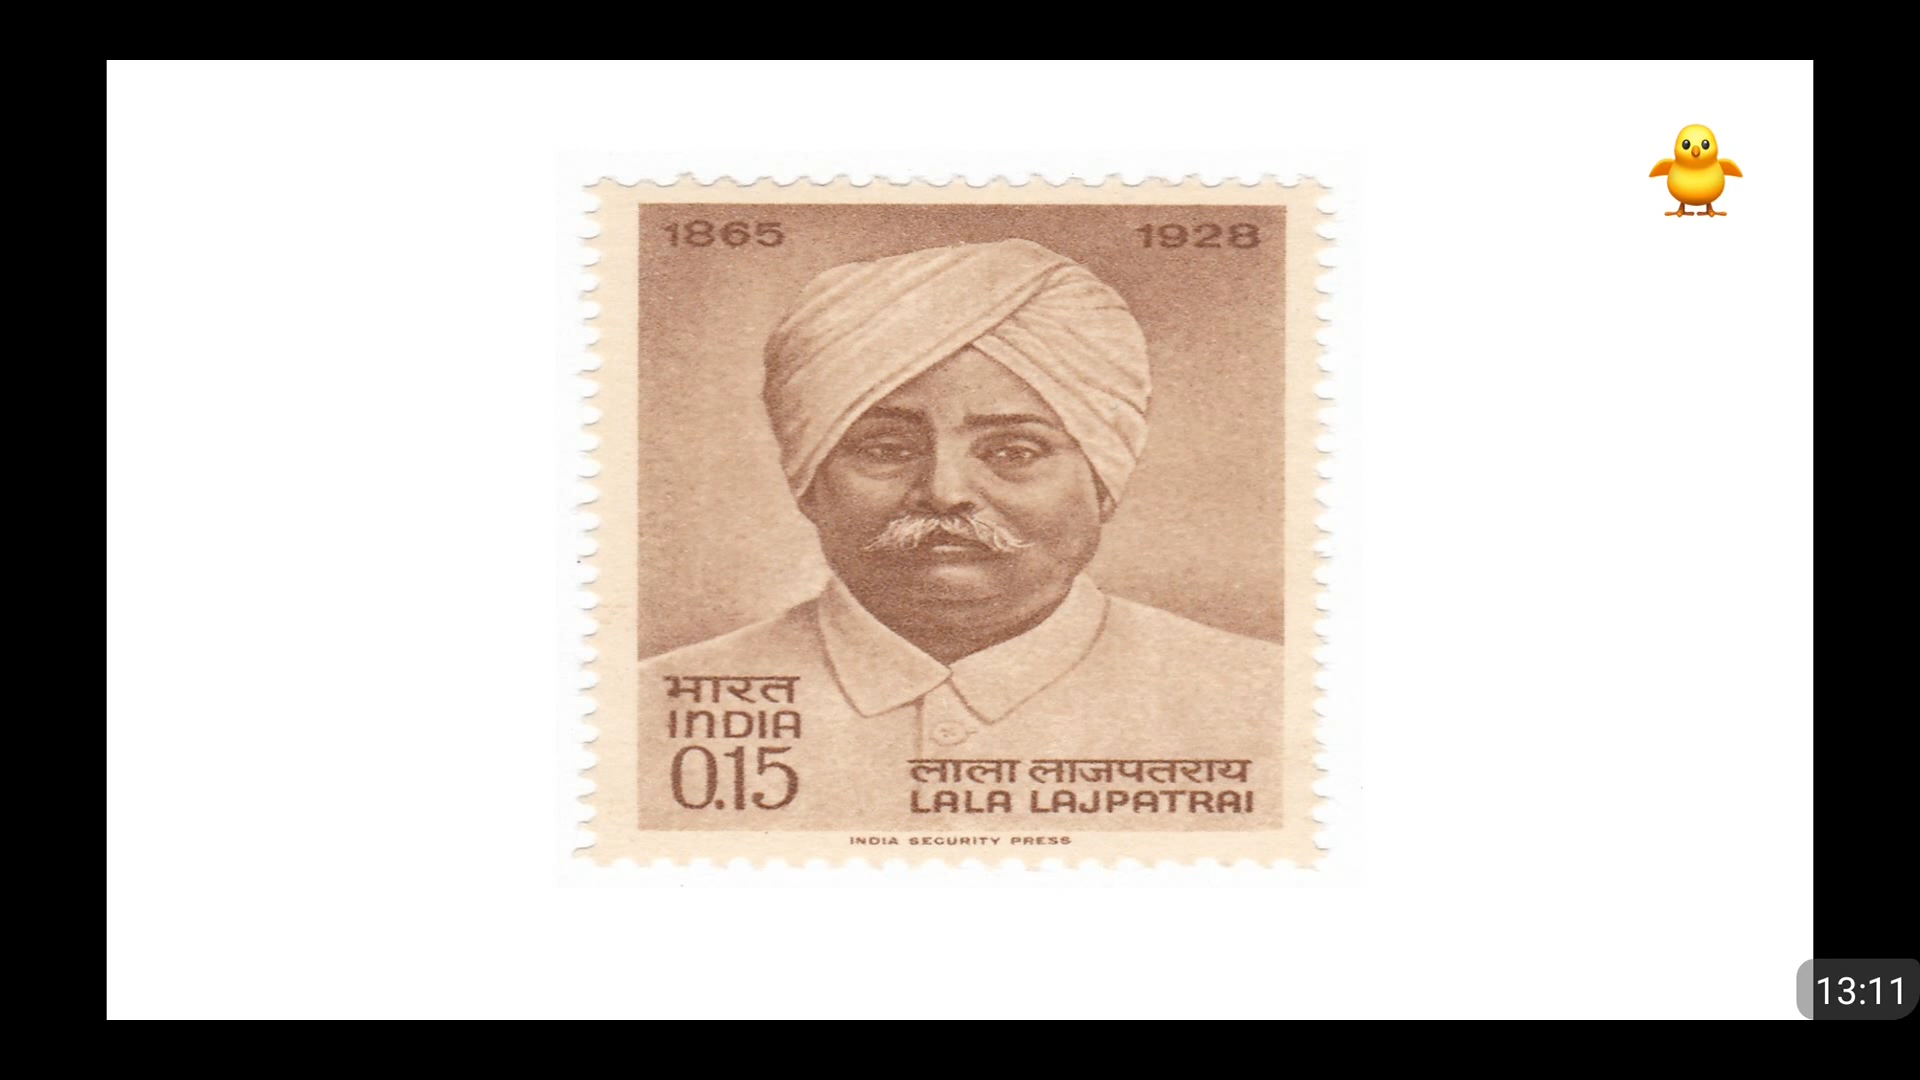 1865 1928
भारत
INDIA
0.15
लाला लाजपतराय
LALA LAJPATRAI
INDIA SECURITY PRESS
13:11